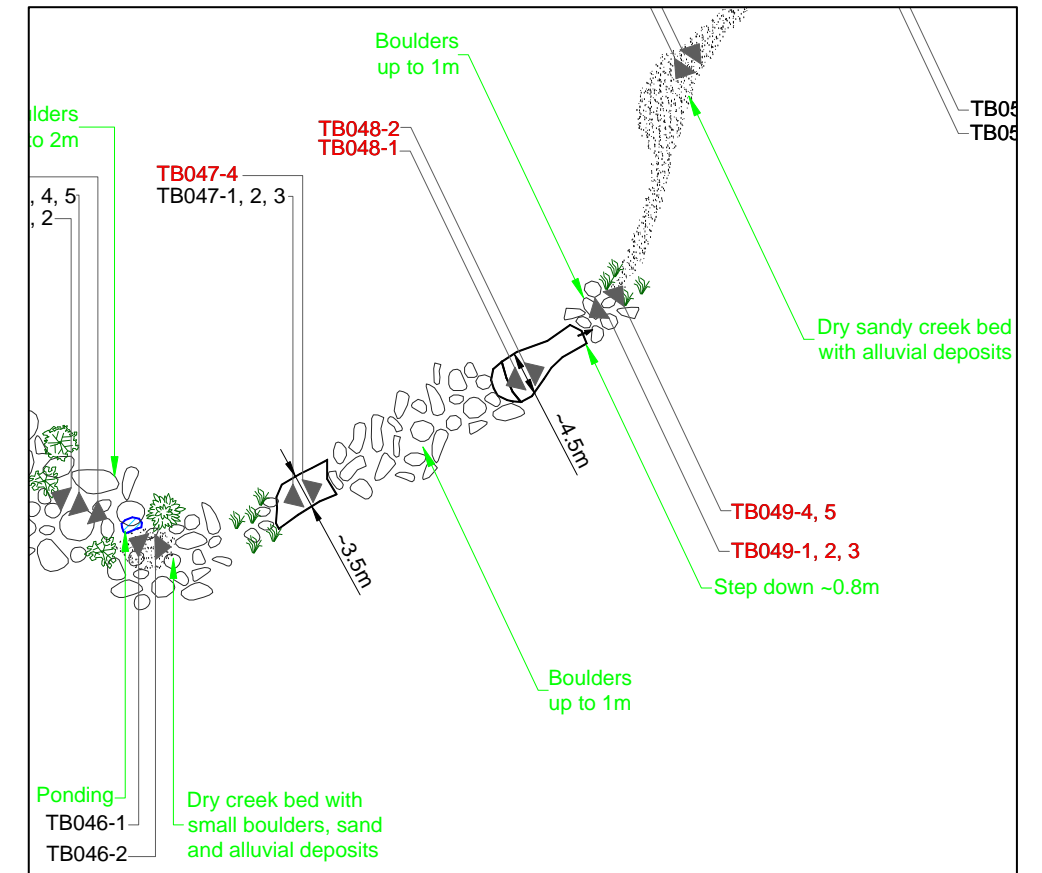 Boulders
up to 1m
to 2m
TB048-2
TB048-1
TB047-4
TB047-1, 2, 3
, 4, 5
, 2
TB05
TB05
Dry sandy creek bed
with alluvial deposits
~4.5m
~3.5m
TB049-4, 5
TB049-1, 2, 3
Step down ~0.8m
Boulders
up to 1m
Ponding
TB046-1
TB046-2
Dry creek bed with
small boulders, sand
and alluvial deposits